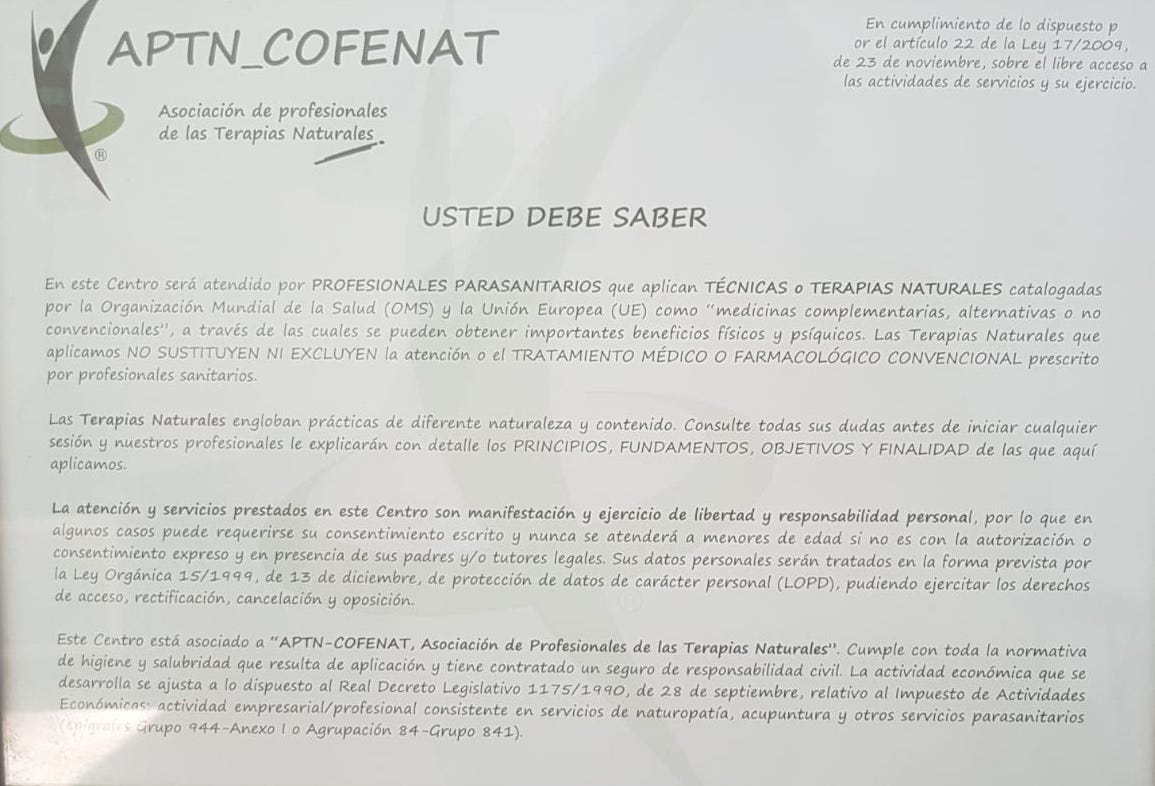 APTN_COFENAT
Asociación de profesionales
de las Terapias Naturales.
®
En cumplimiento de lo dispuesto p
or el artículo 22 de la Ley 17/2009,
de 23 de noviembre, sobre el libre acceso a
las actividades de servicios y su ejercicio.
USTED DEBE SABER
En este Centro será atendido por PROFESIONALES PARASANITARIOS que aplican TÉCNICAS o TERAPIAS NATURALES catalogadas
por la Organización Mundial de la Salud (OMS) y la Unión Europea (UE) como "medicinas complementarias, alternativas o no
convencionales", a través de las cuales se pueden obtener importantes beneficios físicos y psíquicos. Las Terapias Naturales que
aplicamos NO SUSTITUYEN NI EXCLUYEN la atención o el TRATAMIENTO MÉDICO O FARMACOLÓGICO CONVENCIONAL prescrito
por profesionales sanitarios.
Las Terapias Naturales engloban prácticas de diferente naturaleza y contenido. Consulte todas sus dudas antes de iniciar cualquier
sesión y nuestros profesionales le explicarán con detalle los PRINCIPIOS, FUNDAMENTOS, OBJETIVOS Y FINALIDAD de las que aquí
aplicamos.
La atención y servicios prestados en este Centro son manifestación y ejercicio de libertad y responsabilidad personal, por lo que en
algunos casos puede requerirse su consentimiento escrito y nunca se atenderá a menores de edad si no es con la autorización o
consentimiento expreso y en presencia de sus padres y/o tutores legales. Sus datos personales serán tratados en la forma prevista por
la Ley Orgánica 15/1999, de 13 de diciembre, de protección de datos de carácter personal (LOPD), pudiendo ejercitar los derechos
de acceso, rectificación, cancelación y oposición.
Este Centro está asociado a "APTN-COFENAT, Asociación de Profesionales de las Terapias Naturales". Cumple con toda la normativa
de higiene y salubridad que resulta de aplicación y tiene contratado un seguro de responsabilidad civil. La actividad económica que se
desarrolla se ajusta a lo dispuesto al Real Decreto Legislativo 1175/1990, de 28 de septiembre, relativo al Impuesto de Actividades
Económicas: actividad empresarial/profesional consistente en servicios de naturopatía, acupuntura y otros servicios parasanitarios
(epígrafes Grupo 944-Anexo I o Agrupación 84-Grupo 841).